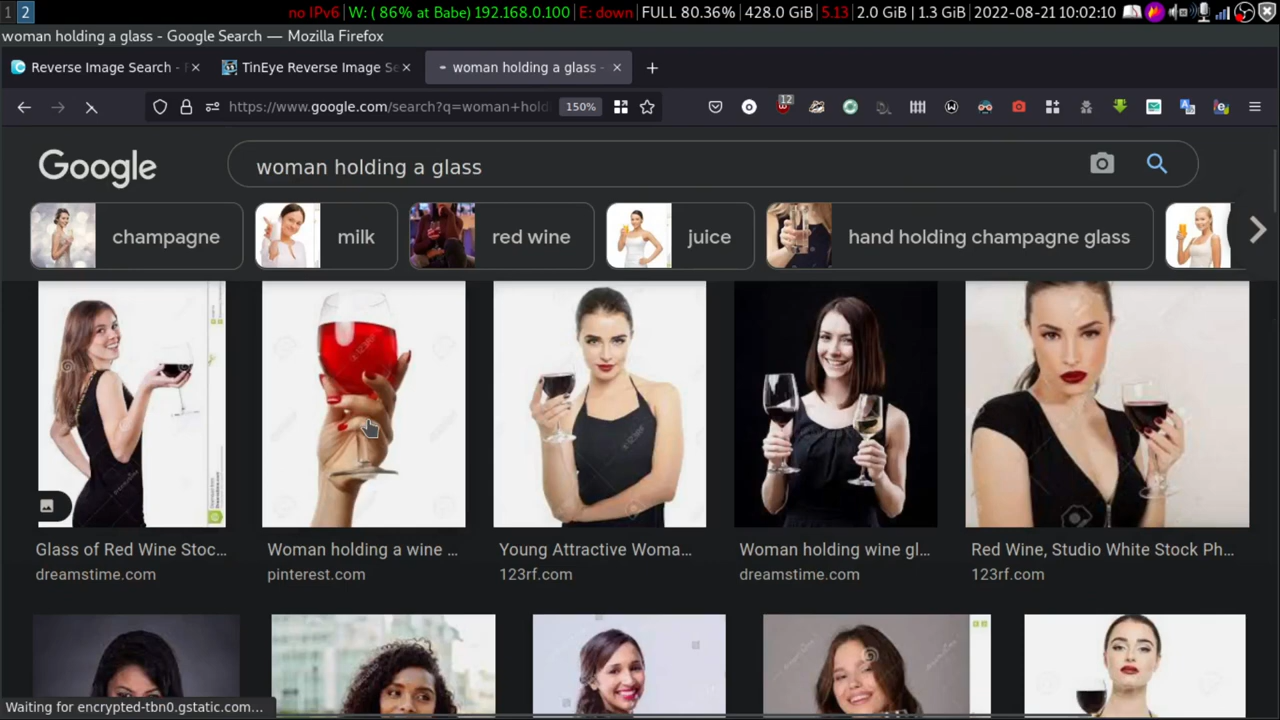 1 2 no IPv6| W: ( 86% at Babe) 192.168.0.100| E: down| FULL 80.36%| 428.0 GiB| 5.13| 2.0 GiB | 1.3 GiB| 2022-08-21 10:02:10
woman holding a glass - Google Search — Mozilla Firefox
Reverse Image Search - F
TinEye Reverse Image Se
woman holding a glass -
https://www.google.com/search?q=woman+hold
150%
12
Google
woman holding a glass
champagne
milk
red wine
juice
hand holding champagne glass
Glass of Red Wine Stoc...
dreamstime.com
Woman holding a wine ...
pinterest.com
Young Attractive Woma...
123rf.com
Woman holding wine gl...
dreamstime.com
Red Wine, Studio White Stock Ph...
123rf.com
Waiting for encrypted-tbn0.gstatic.com...